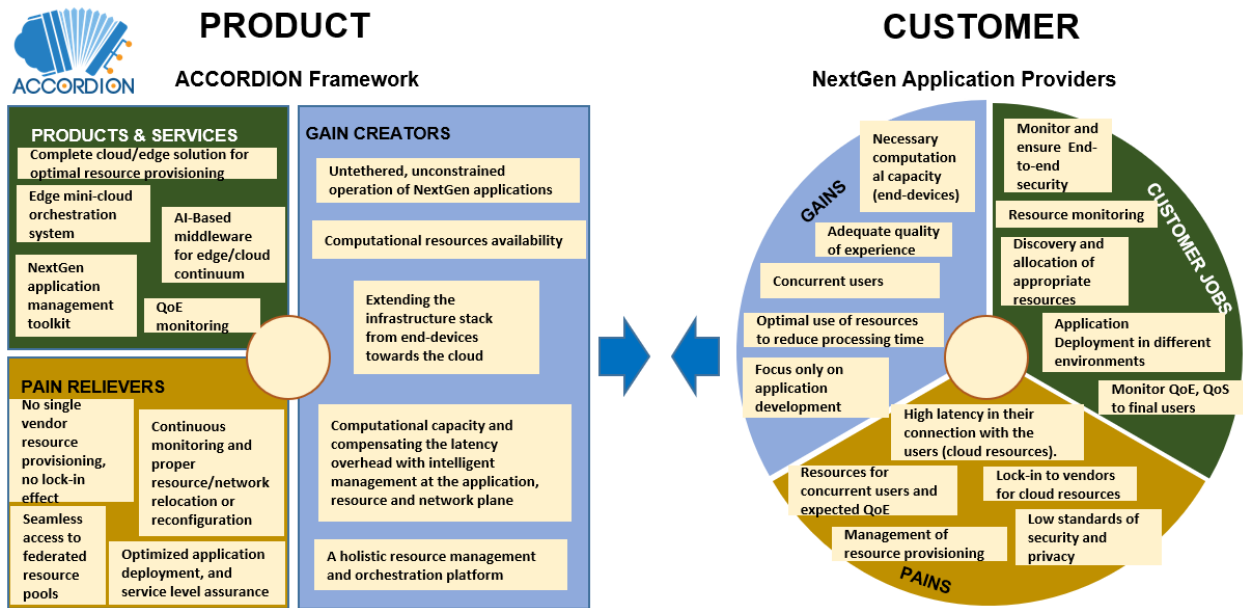 PRODUCT
ACCORDION
ACCORDION Framework
PRODUCTS & SERVICES
Complete cloud/edge solution for
optimal resource provisioning
Edge mini-cloud
orchestration
system
AI-Based
middleware
for edge/cloud
continuum
NextGen
application
management
toolkit
QoE
monitoring
GAIN CREATORS
Untethered, unconstrained
operation of NextGen applications
Computational resources availability
Extending the
infrastructure stack
from end-devices
towards the cloud
Computational capacity and
compensating the latency
overhead with intelligent
management at the application,
resource and network plane
A holistic resource management
and orchestration platform
PAIN RELIEVERS
No single
vendor
resource
provisioning,
no lock-in
effect
Continuous
monitoring and
proper
resource/network
relocation or
reconfiguration
Seamless
access to
federated
resource
pools
Optimized application
deployment, and
service level assurance
CUSTOMER
NextGen Application Providers
GAINS
Necessary
computation
al capacity
(end-devices)
Adequate quality
of experience
Concurrent users
Optimal use of resources
to reduce processing time
Focus only on
application
development
CUSTOMER JOBS
Monitor and
ensure End-
to-end
security
Resource monitoring
Discovery and
allocation of
appropriate
resources
Application
Deployment in different
environments
Monitor QoE, QoS
to final users
High latency in their
connection with the
users (cloud resources).
Resources for
concurrent users and
expected QoE
Lock-in to vendors
for cloud resources
Management of
resource provisioning
Low standards of
security and
privacy
PAINS